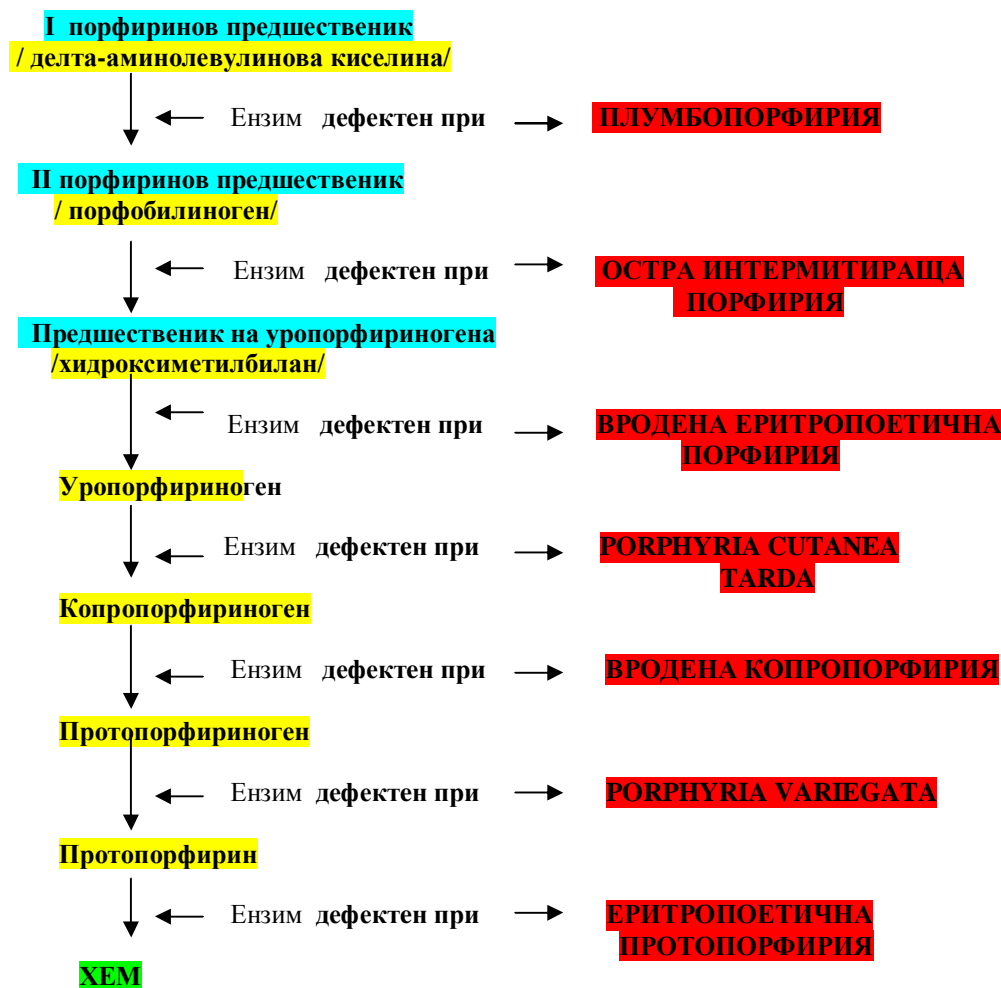 I порфиринов предшественик
/ делта-аминолевулинова киселина/
Ензим дефектен при
ПЛУМБОПОРФИРИЯ
II порфиринов предшественик
/ порфобилиноген/
Ензим дефектен при
ОСТРА ИНТЕРМИТИРАЩА
ПОРФИРИЯ
Предшественик на уропорфириногена
/хидроксиметилбилан/
Ензим дефектен при
ВРОДЕНА ЕРИТРОПОЕТИЧНА
ПОРФИРИЯ
Уропорфириноген
Ензим дефектен при
PORPHYRIA CUTANEA
TARDA
Копропорфириноген
Ензим дефектен при
ВРОДЕНА КОПРОПОРФИРИЯ
Протопорфириноген
Ензим дефектен при
PORPHYRIA VARIEGATA
Протопорфирин
Ензим дефектен при
ЕРИТРОПОЕТИЧНА
ПРОТОПОРФИРИЯ
ХЕМ